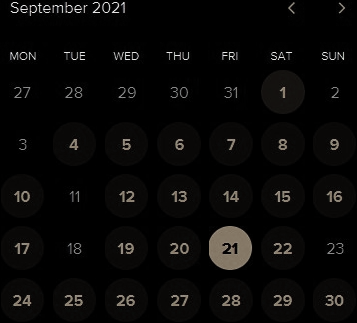 September 2021
MON TUE WED THU FRI SAT SUN
27 28 29 30 31 1 2
3 4 5 6 7 8 9
10 11 12 13 14 15 16
17 18 19 20 21 22 23
24 25 26 27 28 29 30